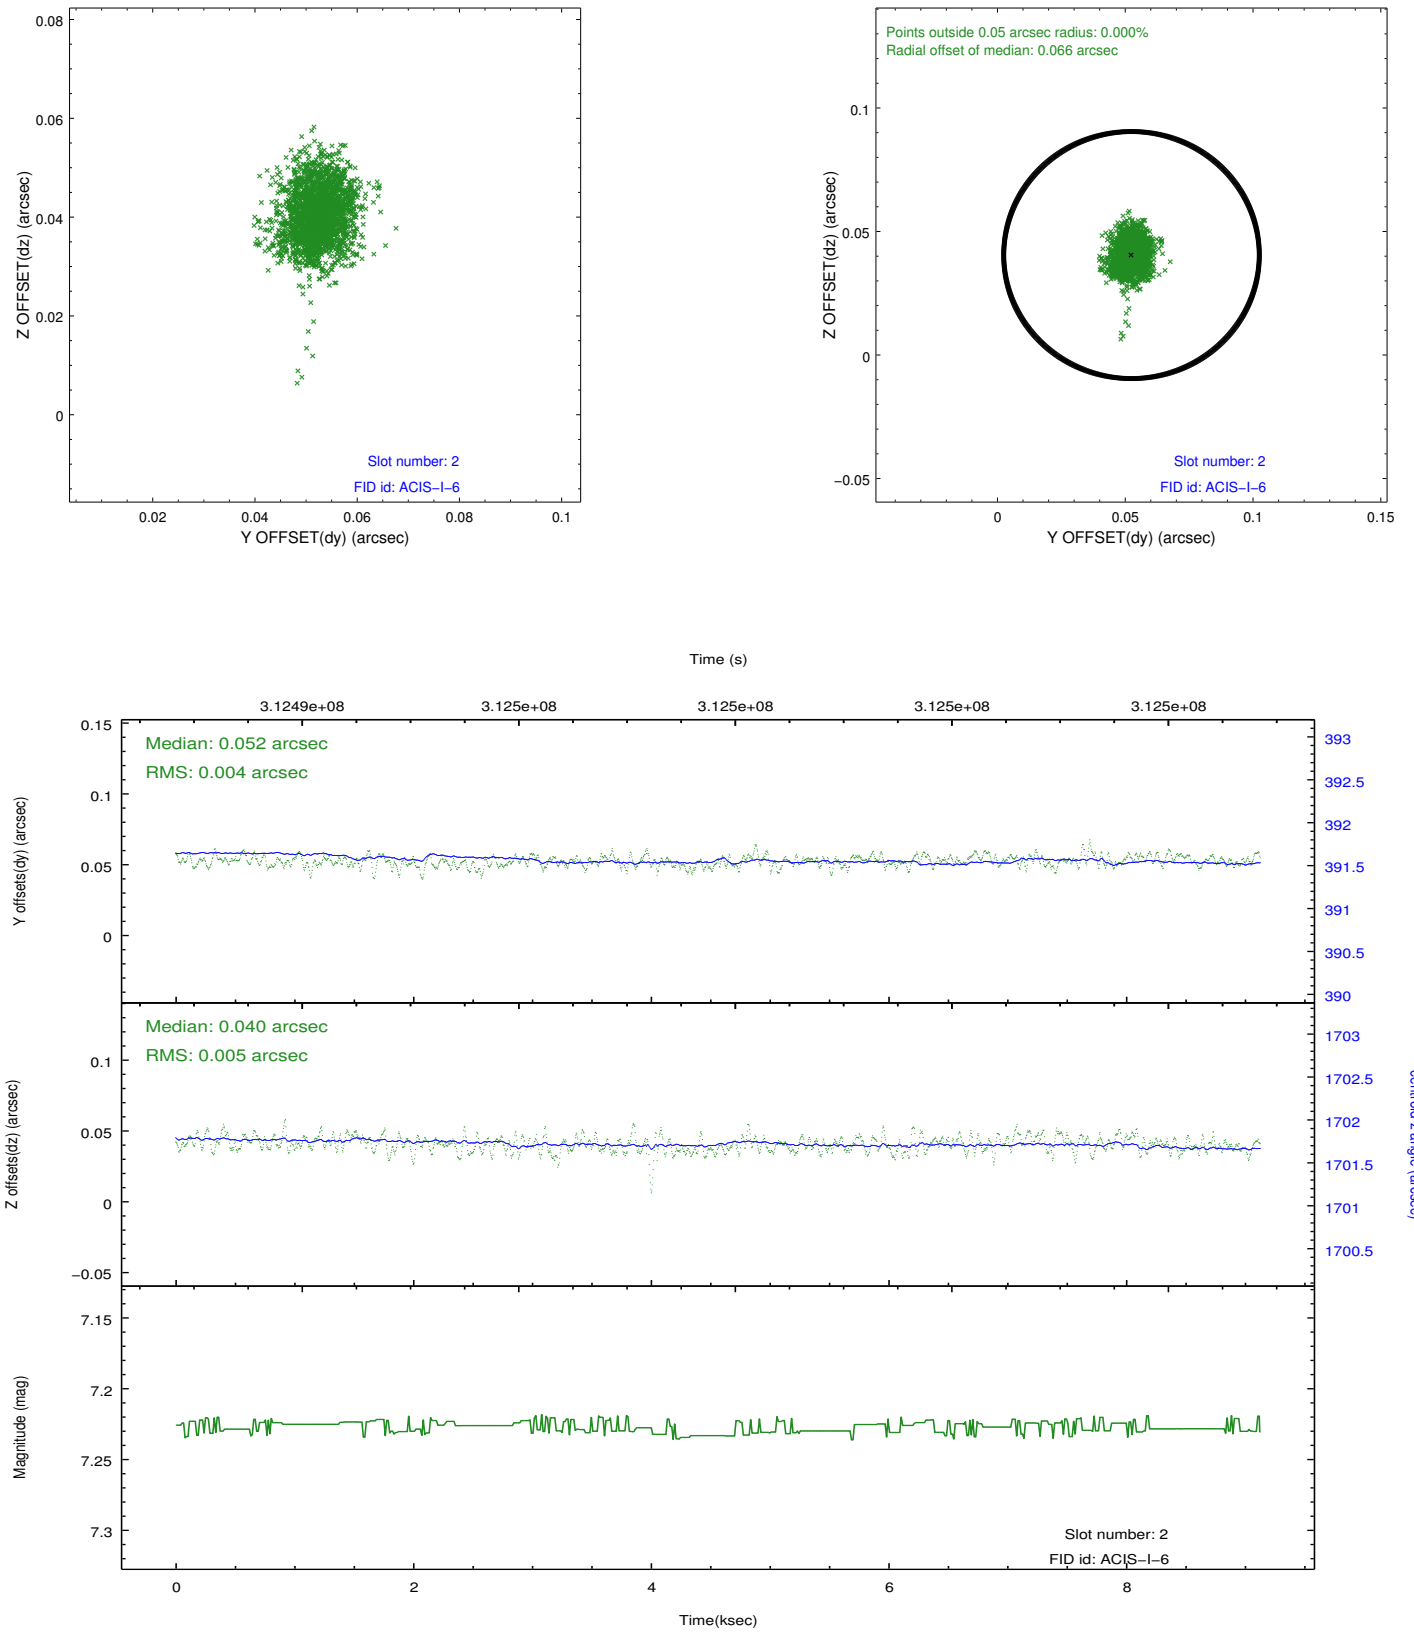 0.08
0.06
0.04
0.02
0
Z OFFSET(dz) (arcsec)
0.02 0.04 0.06 0.08 0.1
Y OFFSET(dy) (arcsec)
Slot number: 2
FID id: ACIS-I-6
Points outside 0.05 arcsec radius: 0.000%
Radial offset of median: 0.066 arcsec
0.1
0.05
0
-0.05
Z OFFSET(dz) (arcsec)
0 0.05 0.1 0.15
Y OFFSET(dy) (arcsec)
Slot number: 2
FID id: ACIS-I-6
Time (s)
3.1249e+08 3.125e+08 3.125e+08 3.125e+08 3.125e+08
Median: 0.052 arcsec
RMS: 0.004 arcsec
0.15
0.1
0.05
0
Y offsets(dy) (arcsec)
393
392.5
392
391.5
391
390.5
390
Median: 0.040 arcsec
RMS: 0.005 arcsec
0.1
0.05
0
-0.05
Z offsets(dz) (arcsec)
1703
1702.5
1702
1701.5
1701
1700.5
7.15
7.2
7.25
7.3
Magnitude (mag)
Slot number: 2
FID id: ACIS-I-6
0 2 4 6 8
Time(ksec)